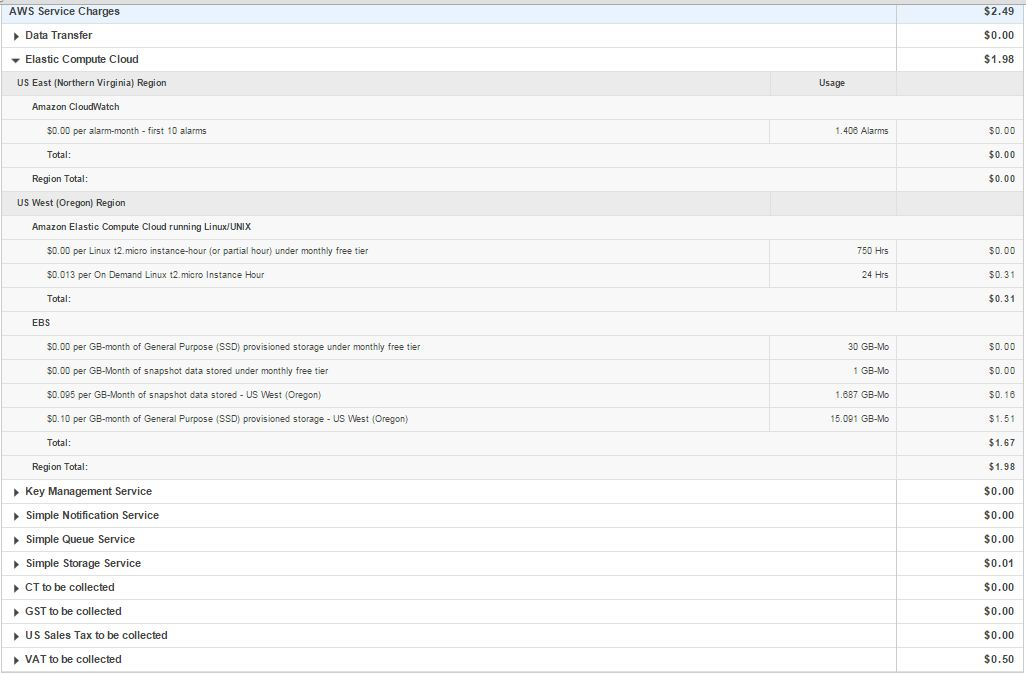 AWS Service Charges $2.49
Data Transfer $0.00
Elastic Compute Cloud $1.98
US East (Northern Virginia) Region Usage
Amazon CloudWatch
$0.00 per alarm-month - first 10 alarms 1.406 Alarms $0.00
Total: $0.00
Region Total: $0.00
US West (Oregon) Region
Amazon Elastic Compute Cloud running Linux/UNIX
$0.00 per Linux t2.micro instance-hour (or partial hour) under monthly free tier 750 Hrs $0.00
$0.013 per On Demand Linux t2.micro Instance Hour 24 Hrs $0.31
Total: $0.31
EBS
$0.00 per GB-month of General Purpose (SSD) provisioned storage under monthly free tier 30 GB-Mo $0.00
$0.00 per GB-Month of snapshot data stored under monthly free tier 1 GB-Mo $0.00
$0.095 per GB-Month of snapshot data stored - US West (Oregon) 1.687 GB-Mo $0.16
$0.10 per GB-month of General Purpose (SSD) provisioned storage - US West (Oregon) 15.091 GB-Mo $1.51
Total: $1.67
Region Total: $1.98
Key Management Service $0.00
Simple Notification Service $0.00
Simple Queue Service $0.00
Simple Storage Service $0.01
CT to be collected $0.00
GST to be collected $0.00
US Sales Tax to be collected $0.00
VAT to be collected $0.50